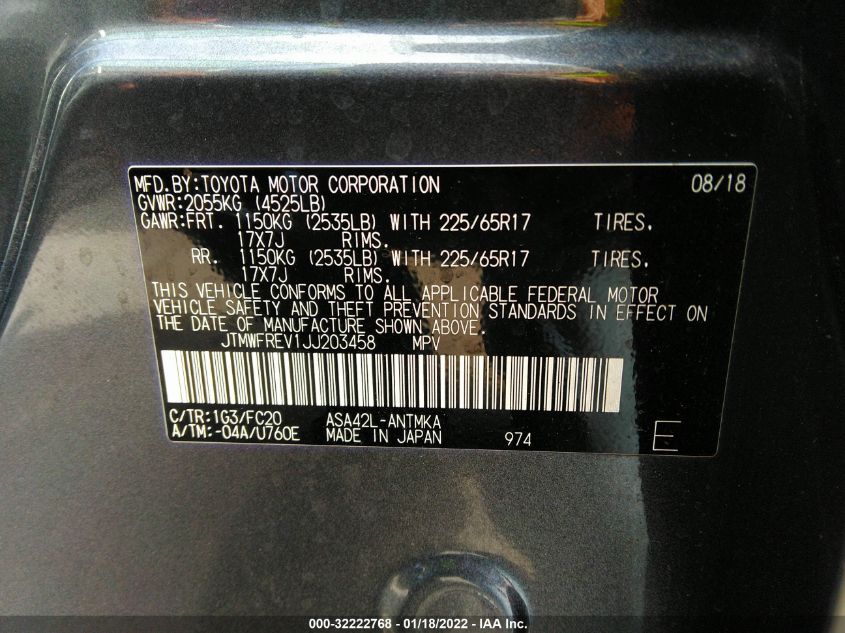 MFD.BY:TOYOTA MOTOR CORPORATION 08/18
GVWR:2055KG (4525LB)
GAWR:FRT. 1150KG (2535LB) WITH 225/65R17 TIRES.
17X7J RIMS.
RR. 1150KG (2535LB) WITH 225/65R17 TIRES.
17X7J RIMS.
THIS VEHICLE CONFORMS TO ALL APPLICABLE FEDERAL MOTOR
VEHICLE SAFETY AND THEFT PREVENTION STANDARDS IN EFFECT ON
THE DATE OF MANUFACTURE SHOWN ABOVE.
JTMWFREV1JJ203458 MPV
C/TR:1G3/FC20 ASA42L-ANTMKA
A/TM:-04A/U760E MADE IN JAPAN 974 E
000-32222768 - 01/18/2022 - IAA Inc.